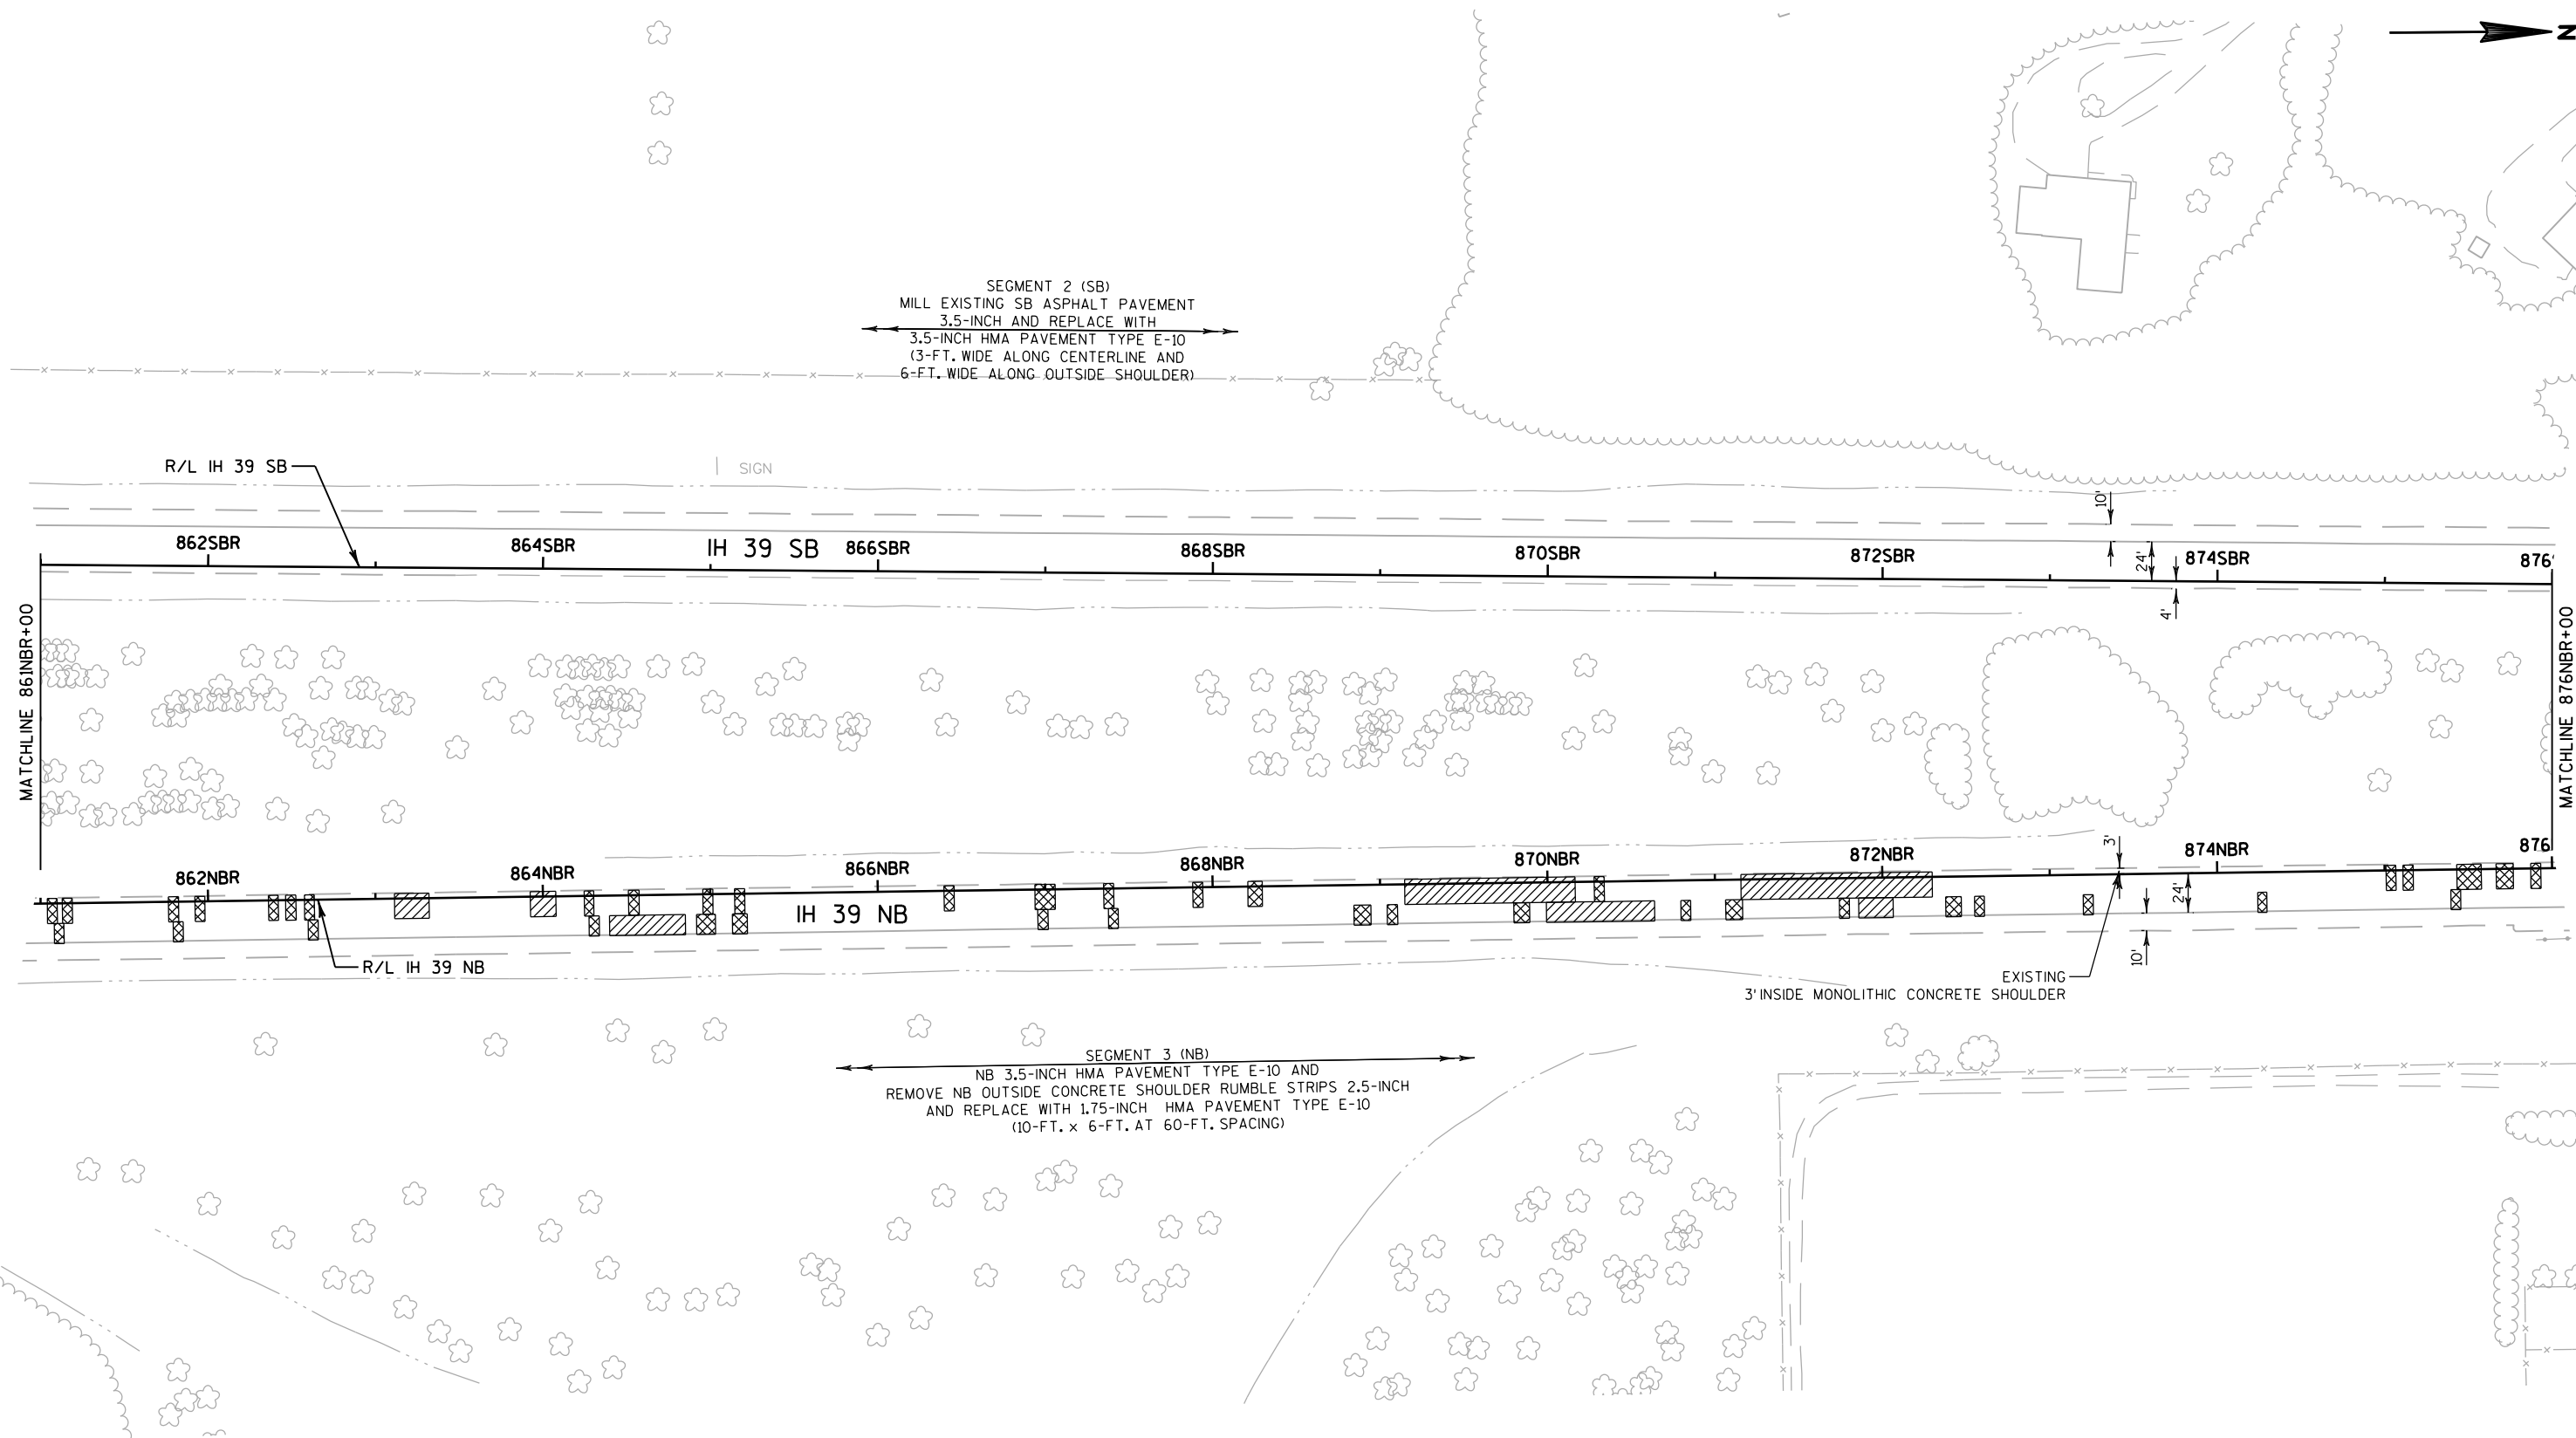 N
SEGMENT 2 (SB)
MILL EXISTING SB ASPHALT PAVEMENT
3.5-INCH AND REPLACE WITH
3.5-INCH HMA PAVEMENT TYPE E-10
(3-FT. WIDE ALONG CENTERLINE AND
6-FT. WIDE ALONG OUTSIDE SHOULDER)
R/L IH 39 SB
SIGN
10'
862SBR
864SBR
IH 39 SB
866SBR
868SBR
870SBR
872SBR
24'
874SBR
876
4'
MATCHLINE 861NBR+00
MATCHLINE 876NBR+00
3'
862NBR
864NBR
866NBR
868NBR
870NBR
872NBR
874NBR
876
24'
IH 39 NB
10'
R/L IH 39 NB
EXISTING
3' INSIDE MONOLITHIC CONCRETE SHOULDER
SEGMENT 3 (NB)
NB 3.5-INCH HMA PAVEMENT TYPE E-10 AND
REMOVE NB OUTSIDE CONCRETE SHOULDER RUMBLE STRIPS 2.5-INCH
AND REPLACE WITH 1.75-INCH HMA PAVEMENT TYPE E-10
(10-FT. x 6-FT. AT 60-FT. SPACING)